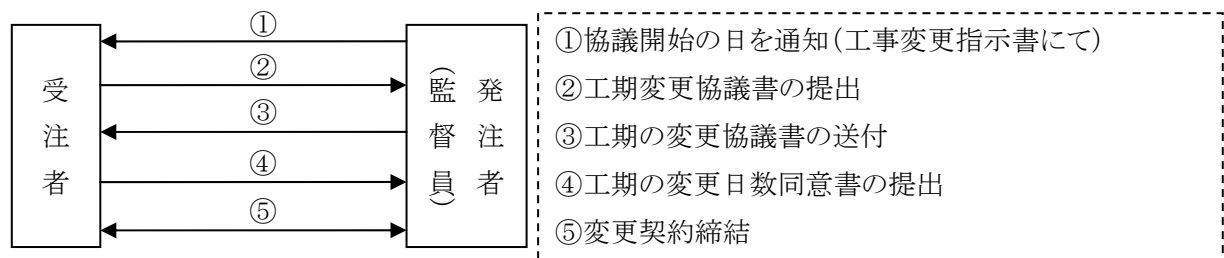 受注者
①
②
③
④
⑤
発注者
(監督員)
①協議開始の日を通知(工事変更指示書にて)
②工期変更協議書の提出
③工期の変更協議書の送付
④工期の変更日数同意書の提出
⑤変更契約締結